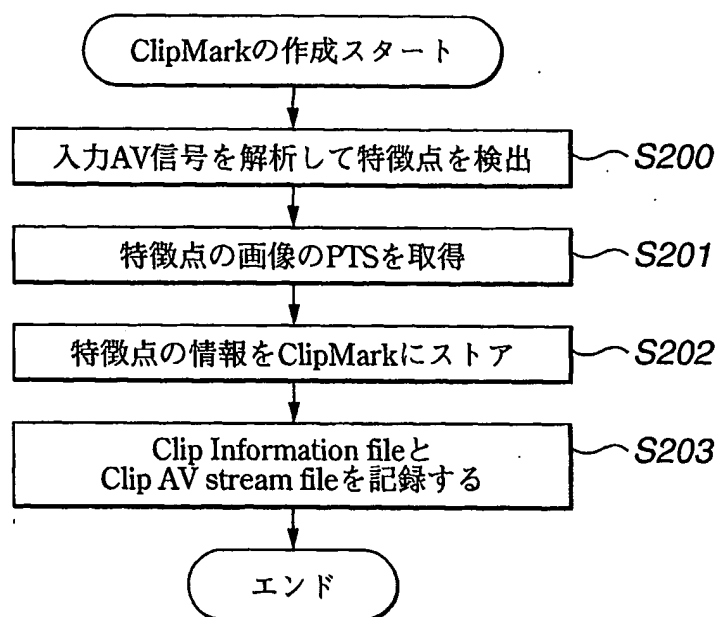 ClipMarkの作成スタート
入力AV信号を解析して特徴点を検出
S200
特徴点の画像のPTSを取得
S201
特徴点の情報をClipMarkにストア
S202
Clip Information fileと
Clip AV stream fileを記録する
S203
エンド